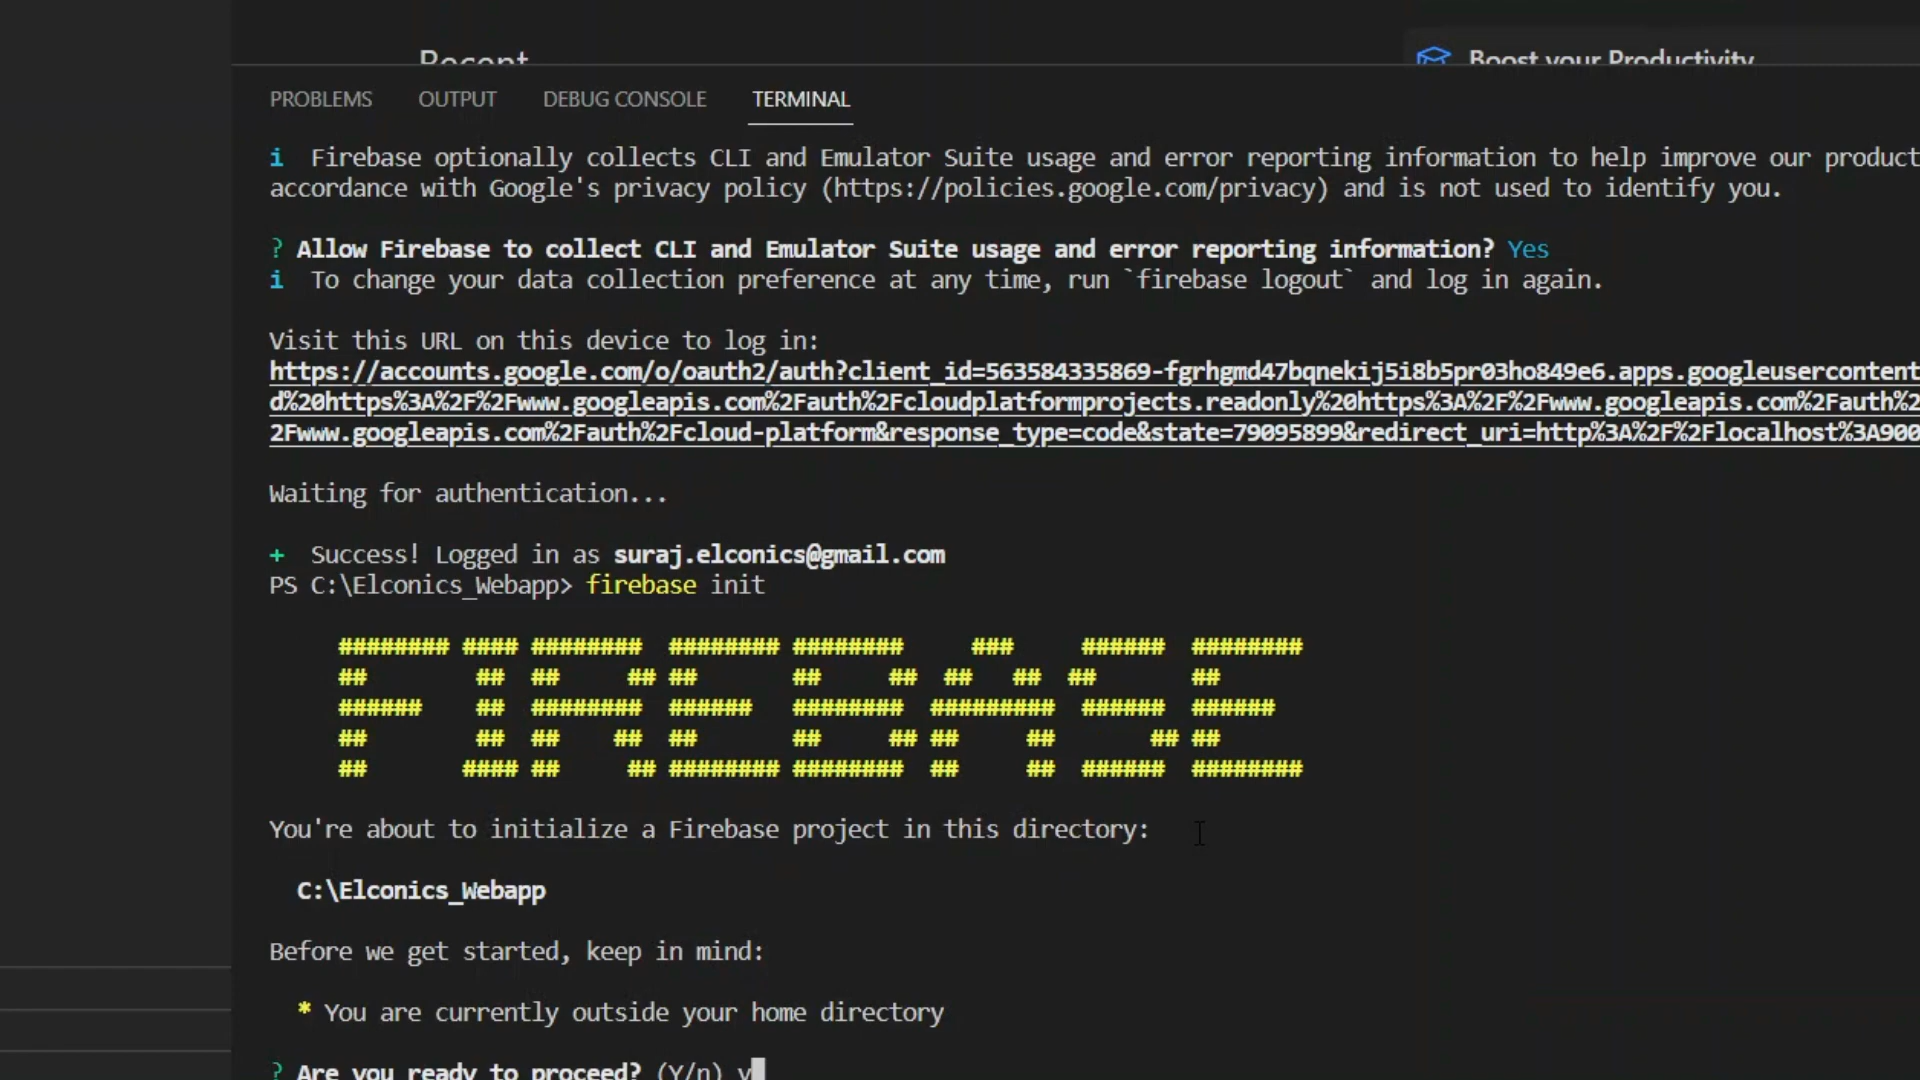 Recent
Boost your Productivity
PROBLEMS OUTPUT DEBUG CONSOLE TERMINAL
i Firebase optionally collects CLI and Emulator Suite usage and error reporting information to help improve our product
accordance with Google's privacy policy (https://policies.google.com/privacy) and is not used to identify you.
? Allow Firebase to collect CLI and Emulator Suite usage and error reporting information? Yes
i To change your data collection preference at any time, run `firebase logout` and log in again.
Visit this URL on this device to log in:
https://accounts.google.com/o/oauth2/auth?client_id=563584335869-fgrhgmd47bqnekij5i8b5pr03ho849e6.apps.googleusercontent
d%20https%3A%2F%2Fwww.googleapis.com%2Fauth%2Fcloudplatformprojects.readonly%20https%3A%2F%2Fwww.googleapis.com%2Fauth%2
2Fwww.googleapis.com%2Fauth%2Fcloud-platform&response_type=code&state=79095899&redirect_uri=http%3A%2F%2Flocalhost%3A900
Waiting for authentication...
+ Success! Logged in as suraj.elconics@gmail.com
PS C:\Elconics_Webapp> firebase init
######## #### ######## ######## ######## ### ###### ########
## ## ## ## ## ## ## ## ## ## ##
###### ## ######## ###### ######## ######### ###### ######
## ## ## ## ## ## ## ## ## ## ##
## #### ## ## ######## ######## ## ## ###### ########
You're about to initialize a Firebase project in this directory:
C:\Elconics_Webapp
Before we get started, keep in mind:
* You are currently outside your home directory
? Are you ready to proceed? (Y/n) y